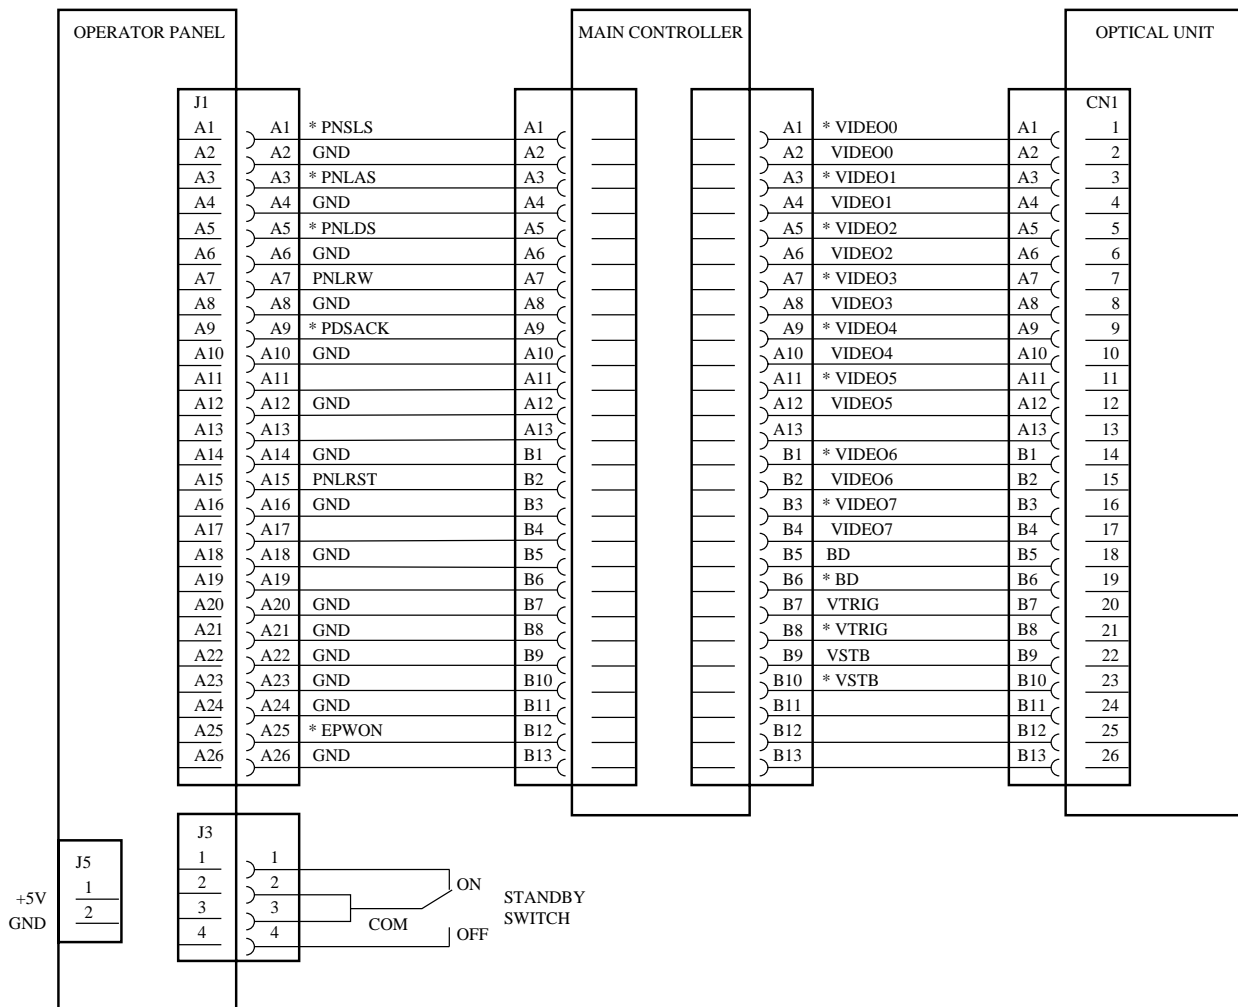 OPERATOR PANEL MAIN CONTROLLER OPTICAL UNIT
J1 CN1
A1 A1 * PNSLS A1 A1 * VIDEO0 A1 1
A2 A2 GND A2 A2 VIDEO0 A2 2
A3 A3 * PNLAS A3 A3 * VIDEO1 A3 3
A4 A4 GND A4 A4 VIDEO1 A4 4
A5 A5 * PNLDS A5 A5 * VIDEO2 A5 5
A6 A6 GND A6 A6 VIDEO2 A6 6
A7 A7 PNLRW A7 A7 * VIDEO3 A7 7
A8 A8 GND A8 A8 VIDEO3 A8 8
A9 A9 * PDSACK A9 A9 * VIDEO4 A9 9
A10 A10 GND A10 A10 VIDEO4 A10 10
A11 A11 A11 A11 * VIDEO5 A11 11
A12 A12 GND A12 A12 VIDEO5 A12 12
A13 A13 A13 A13 A13 13
A14 A14 GND B1 B1 * VIDEO6 B1 14
A15 A15 PNLRST B2 B2 VIDEO6 B2 15
A16 A16 GND B3 B3 * VIDEO7 B3 16
A17 A17 B4 B4 VIDEO7 B4 17
A18 A18 GND B5 B5 BD B5 18
A19 A19 B6 B6 * BD B6 19
A20 A20 GND B7 B7 VTRIG B7 20
A21 A21 GND B8 B8 * VTRIG B8 21
A22 A22 GND B9 B9 VSTB B9 22
A23 A23 GND B10 B10 * VSTB B10 23
A24 A24 GND B11 B11 B11 24
A25 A25 * EPWON B12 B12 B12 25
A26 A26 GND B13 B13 B13 26
J3
1 1
2 2
3 3
4 4
J5
1
2
+5V
GND
ON
COM
OFF
STANDBY
SWITCH